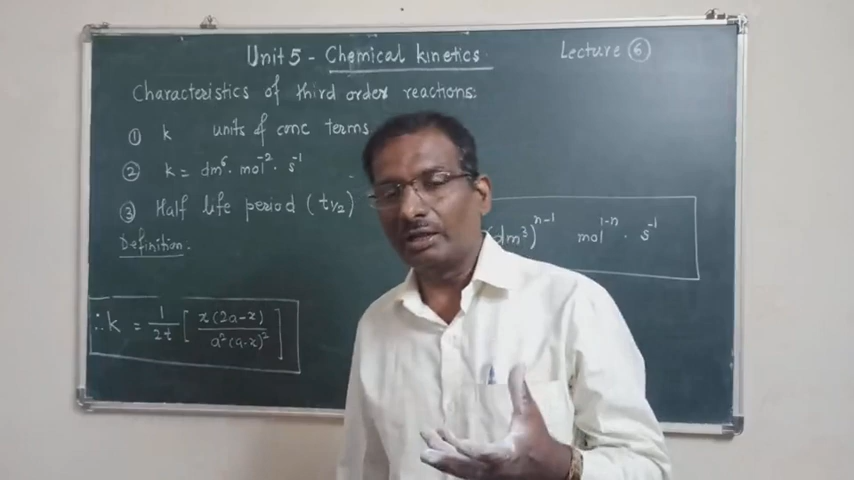 Unit 5 - Chemical kinetics
Lecture ⑥
Characteristics of third order reactions:
① k units of conc terms
② k = dm⁶. mol⁻². s⁻¹
③ Half life period (t½)
Definition
(dm³)ⁿ⁻¹ mol¹⁻ⁿ . s⁻¹
∴ k = 1/2t [ x(2a-x) / a²(a-x)² ]